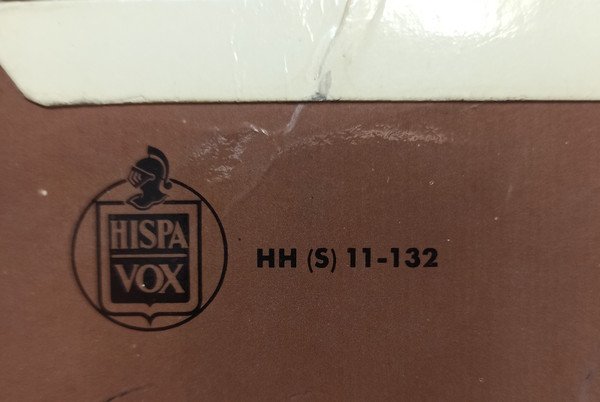 HISPA
VOX
HH (S) 11-132